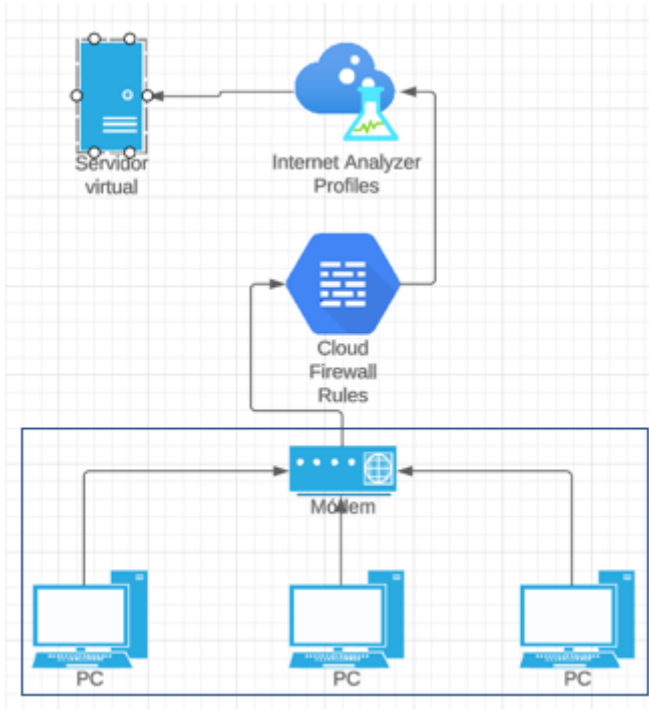 Servidor
virtual
Internet Analyzer
Profiles
Cloud
Firewall
Rules
Módem
PC
PC
PC